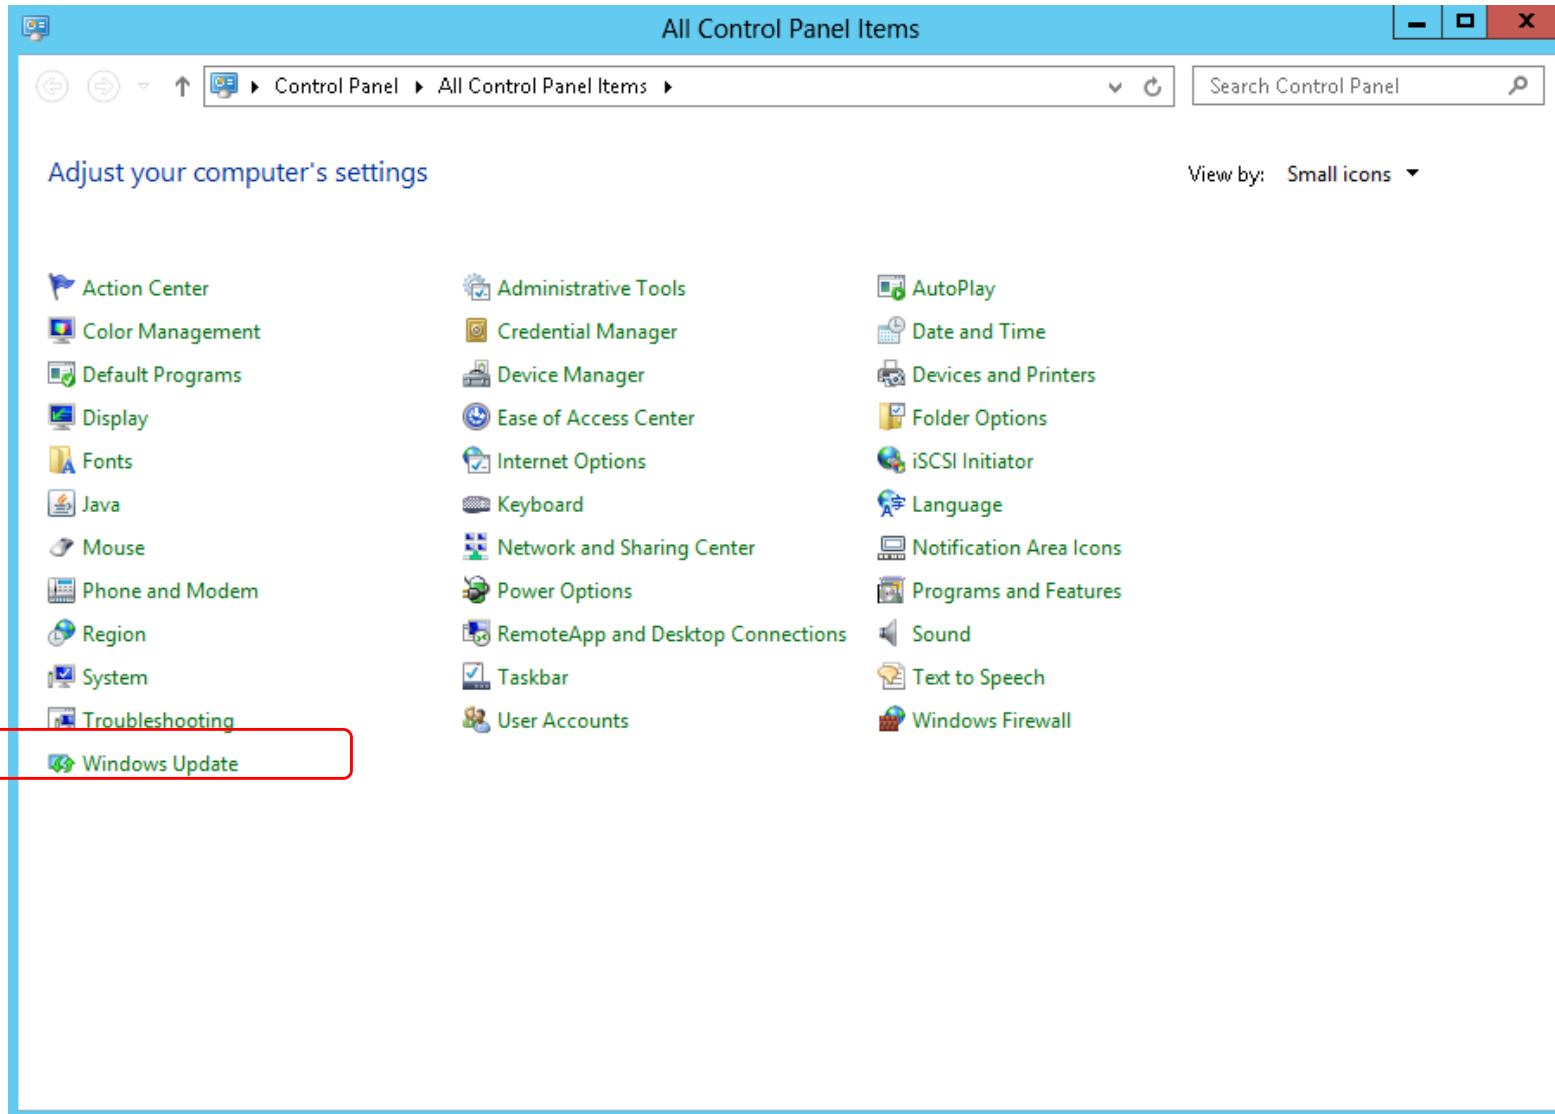 All Control Panel Items
Control Panel All Control Panel Items
Search Control Panel
Adjust your computer's settings
View by: Small icons
Action Center
Administrative Tools
AutoPlay
Color Management
Credential Manager
Date and Time
Default Programs
Device Manager
Devices and Printers
Display
Ease of Access Center
Folder Options
Fonts
Internet Options
iSCSI Initiator
Java
Keyboard
Language
Mouse
Network and Sharing Center
Notification Area Icons
Phone and Modem
Power Options
Programs and Features
Region
RemoteApp and Desktop Connections
Sound
System
Taskbar
Text to Speech
Troubleshooting
User Accounts
Windows Firewall
Windows Update